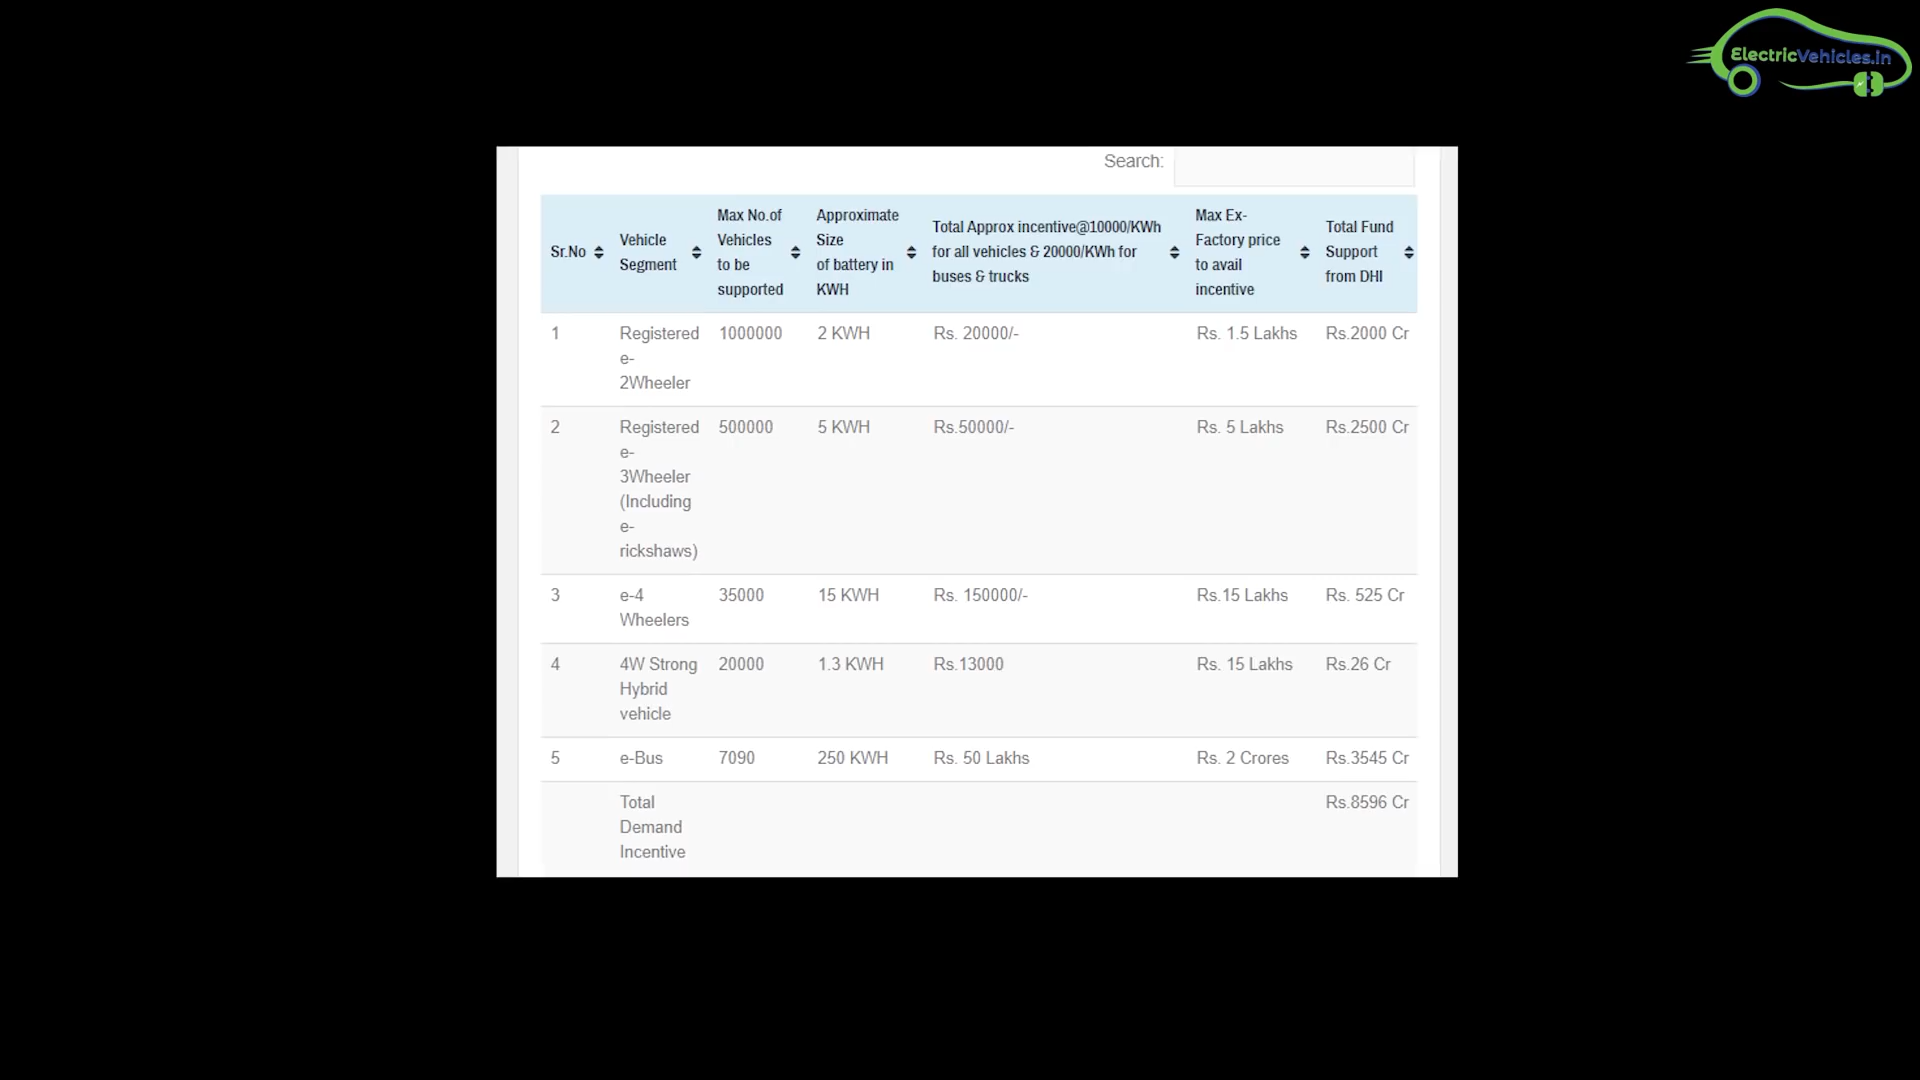 ElectricVehicles.in
Search:
Sr.No
Vehicle
Segment
Max No.of
Vehicles
to be
supported
Approximate
Size
of battery in
KWH
Total Approx incentive@10000/KWh
for all vehicles & 20000/KWh for
buses & trucks
Max Ex-
Factory price
to avail
incentive
Total Fund
Support
from DHI
1
Registered
e-
2Wheeler
1000000
2 KWH
Rs. 20000/-
Rs. 1.5 Lakhs
Rs.2000 Cr
2
Registered
e-
3Wheeler
(Including
e-
rickshaws)
500000
5 KWH
Rs.50000/-
Rs. 5 Lakhs
Rs.2500 Cr
3
e-4
Wheelers
35000
15 KWH
Rs. 150000/-
Rs.15 Lakhs
Rs. 525 Cr
4
4W Strong
Hybrid
vehicle
20000
1.3 KWH
Rs.13000
Rs. 15 Lakhs
Rs.26 Cr
5
e-Bus
7090
250 KWH
Rs. 50 Lakhs
Rs. 2 Crores
Rs.3545 Cr
Total
Demand
Incentive
Rs.8596 Cr